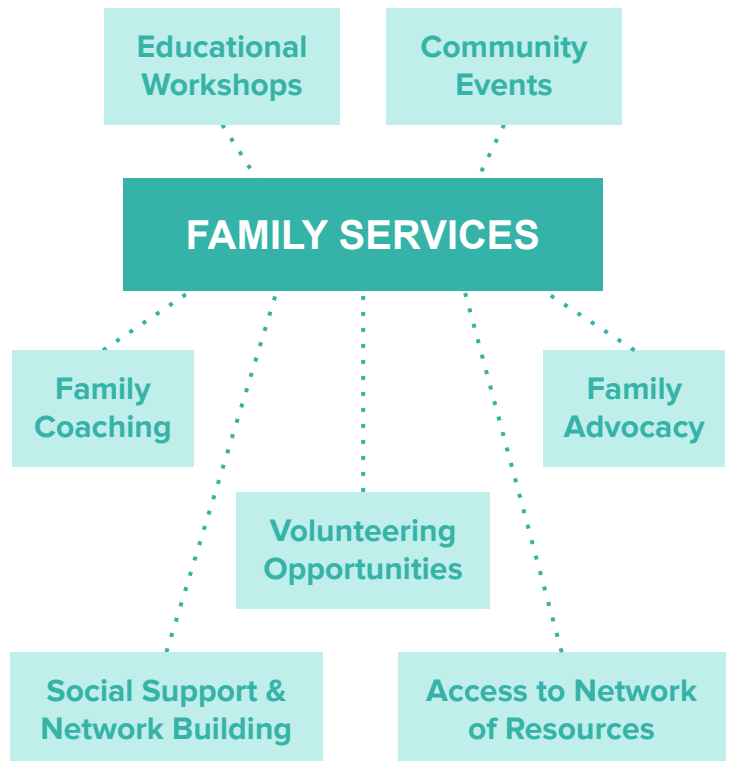 Educational
Workshops
Community
Events
FAMILY SERVICES
Family
Coaching
Family
Advocacy
Volunteering
Opportunities
Social Support &
Network Building
Access to Network
of Resources